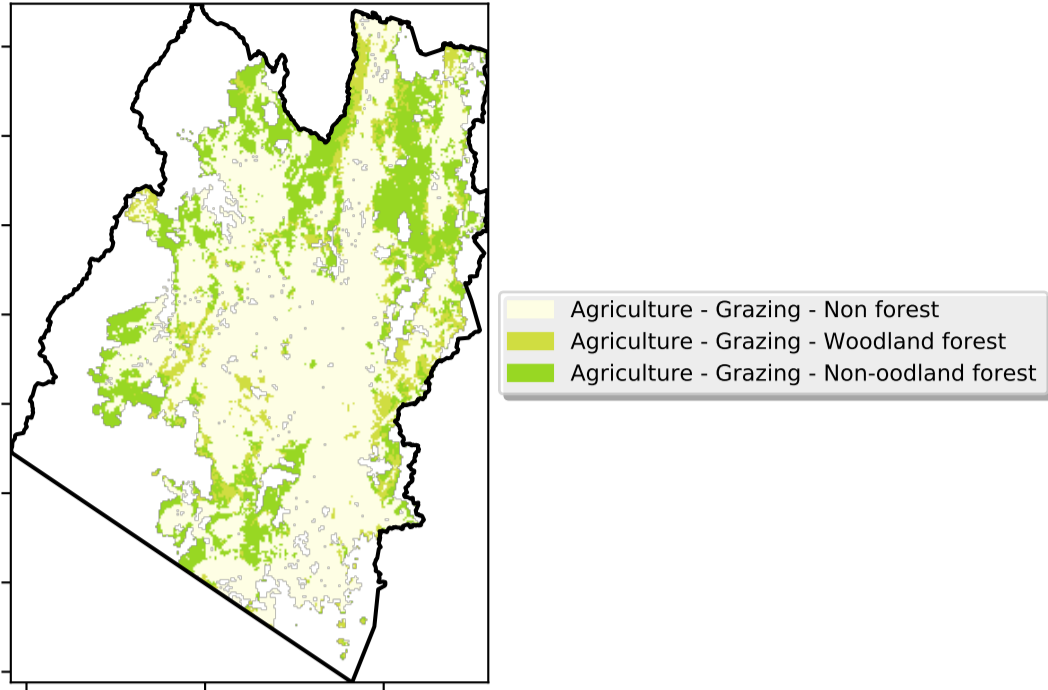 Agriculture - Grazing - Non forest
Agriculture - Grazing - Woodland forest
Agriculture - Grazing - Non-oodland forest